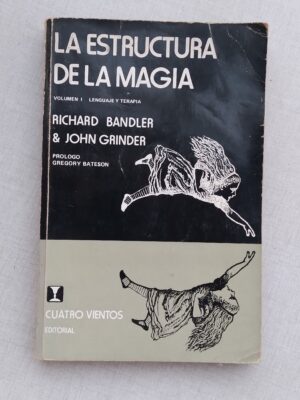 LA ESTRUCTURA
DE LA MAGIA
VOLUMEN I LENGUAJE Y TERAPIA
RICHARD BANDLER
& JOHN GRINDER
PROLOGO
GREGORY BATESON
CUATRO VIENTOS
EDITORIAL